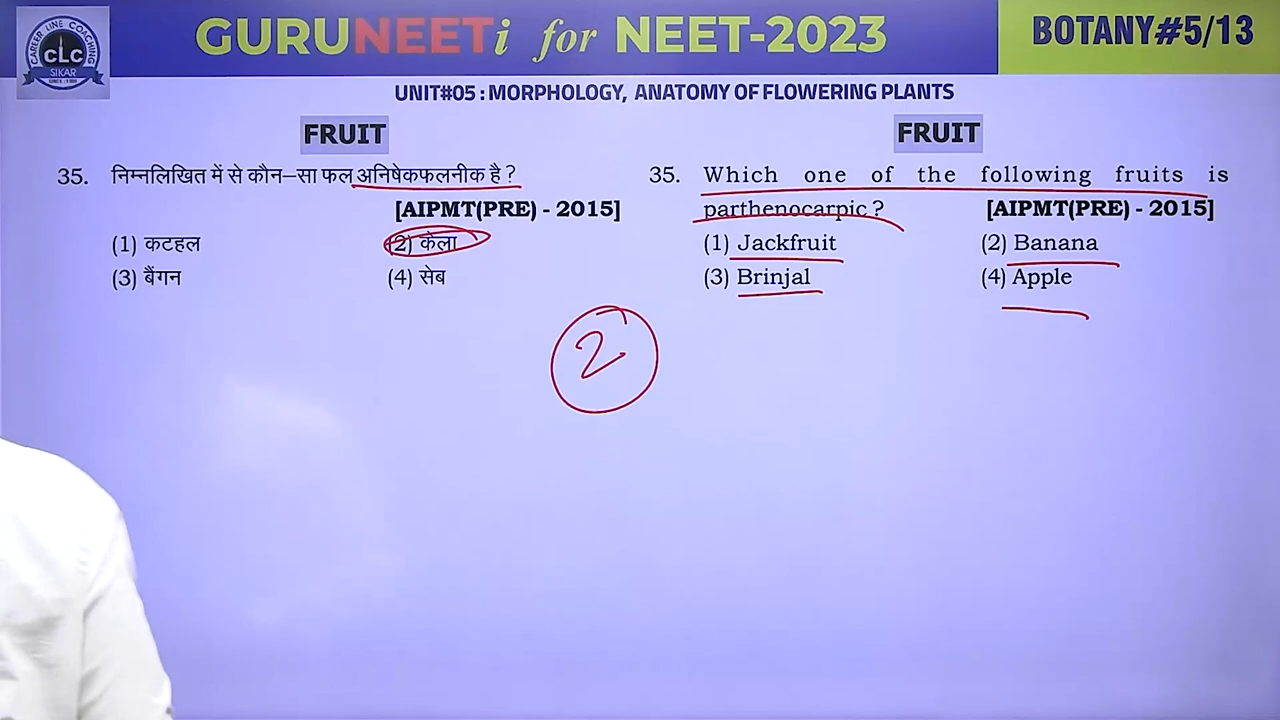 CAREER LINE COACHING
CLC
SIKAR
SINCE : 1996
GURUNEETi for NEET-2023
BOTANY#5/13
UNIT#05 : MORPHOLOGY, ANATOMY OF FLOWERING PLANTS
FRUIT
35. निम्नलिखित में से कौन–सा फल अनिषेकफलनीक है ?
[AIPMT(PRE) - 2015]
(1) कटहल (2) केला
(3) बैंगन (4) सेब
FRUIT
35. Which one of the following fruits is
parthenocarpic ? [AIPMT(PRE) - 2015]
(1) Jackfruit (2) Banana
(3) Brinjal (4) Apple
2